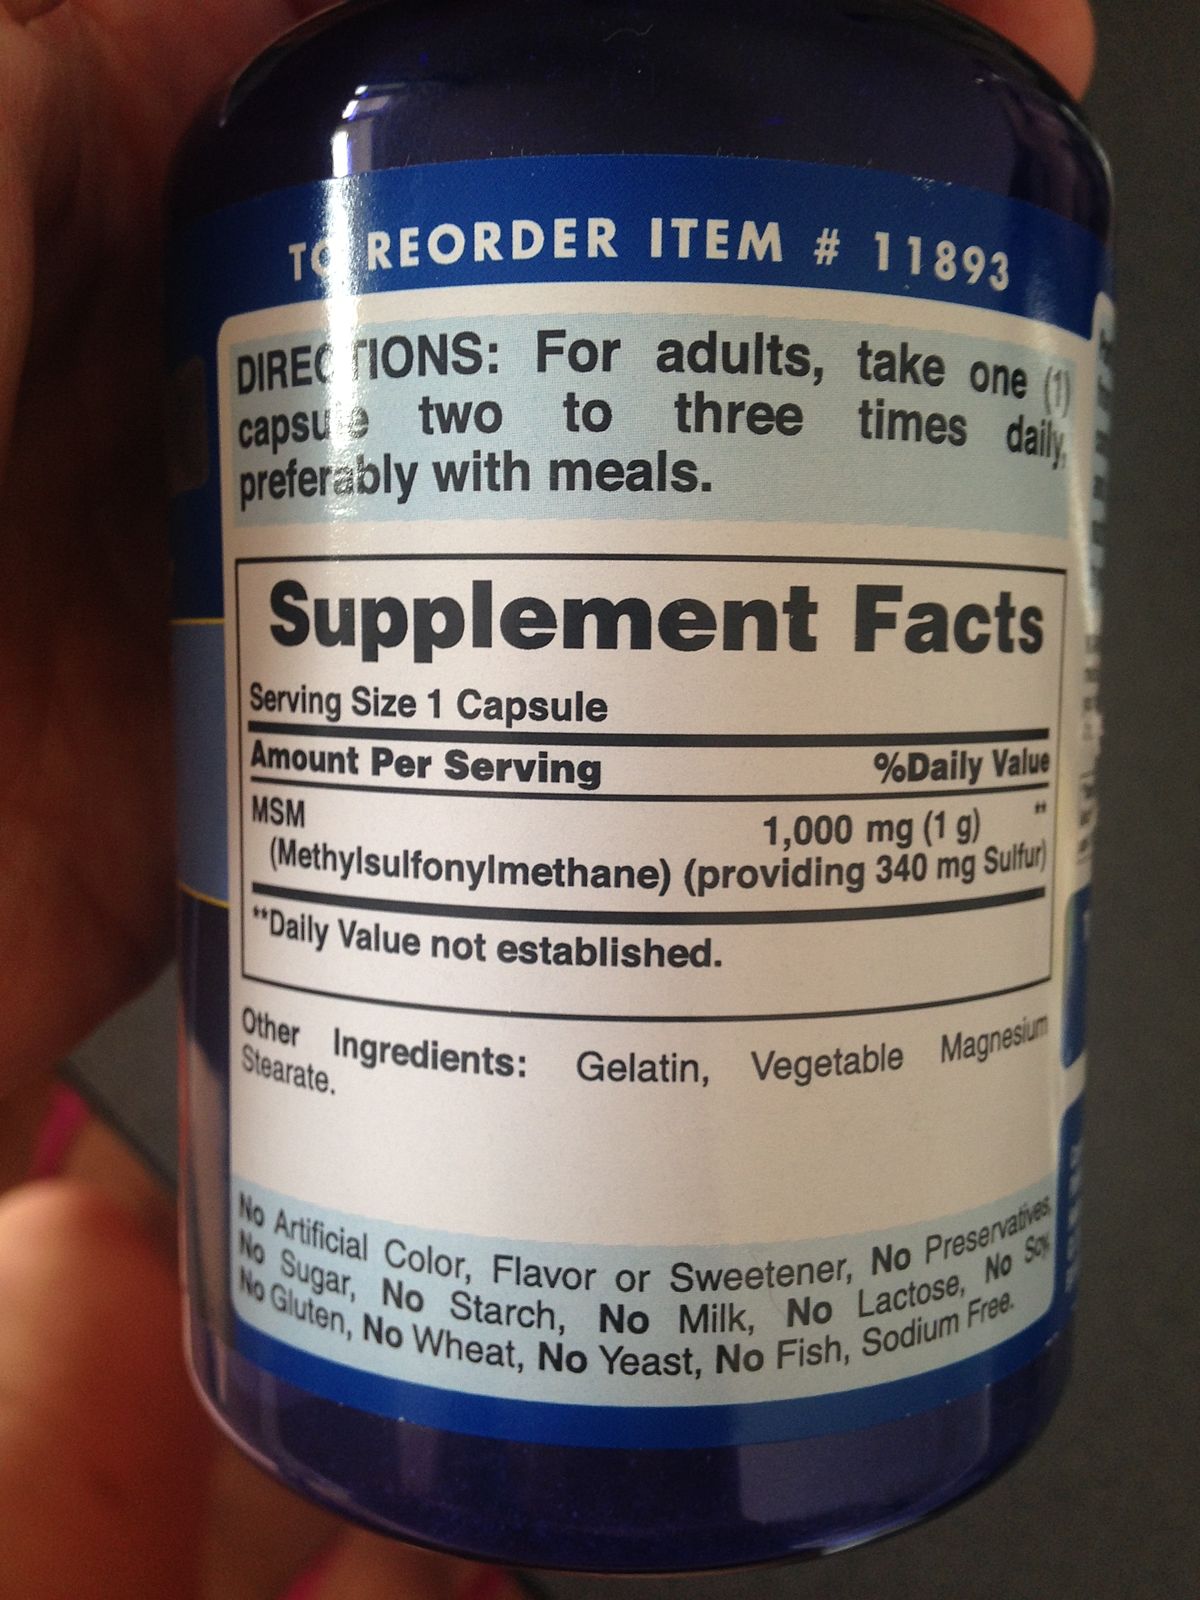 TO REORDER ITEM # 11893
DIRECTIONS: For adults, take one (1)
capsule two to three times daily,
preferably with meals.
Supplement Facts
Serving Size 1 Capsule
Amount Per Serving %Daily Value
MSM 1,000 mg (1 g) **
(Methylsulfonylmethane) (providing 340 mg Sulfur)
**Daily Value not established.
Other Ingredients: Gelatin, Vegetable Magnesium
Stearate.
No Artificial Color, Flavor or Sweetener, No Preservatives,
No Sugar, No Starch, No Milk, No Lactose, No Soy,
No Gluten, No Wheat, No Yeast, No Fish, Sodium Free.